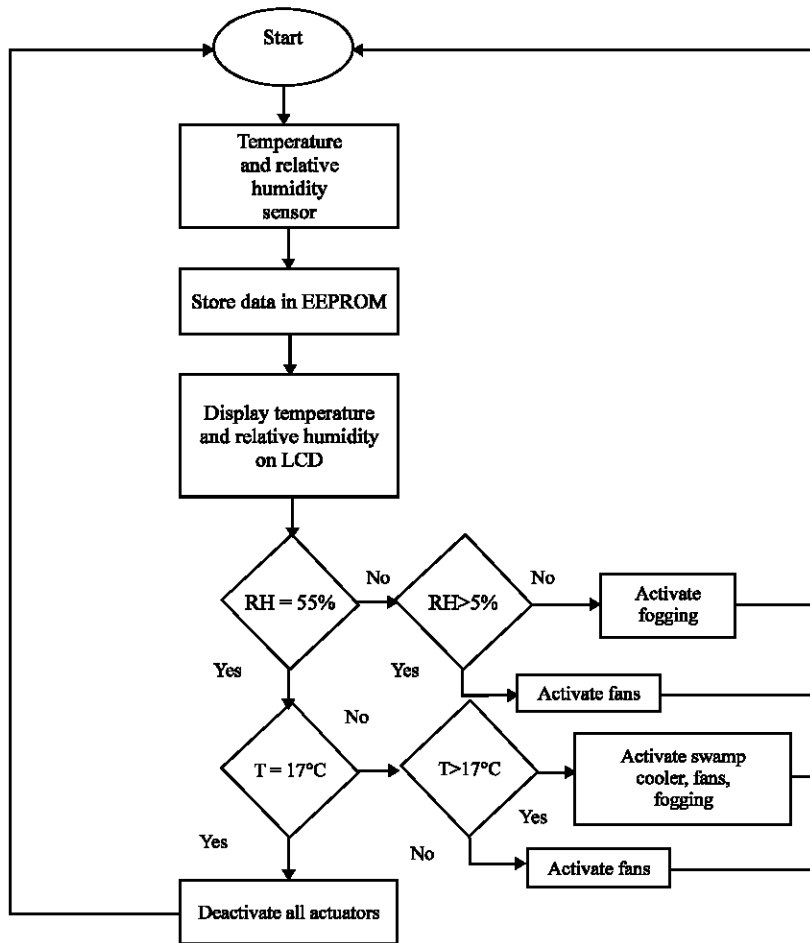 Start
Temperature
and relative
humidity
sensor
Store data in EEPROM
Display temperature
and relative humidity
on LCD
RH = 55%
No
RH>5%
No
Activate
fogging
Yes
Yes
Activate fans
T = 17°C
No
T>17°C
Yes
Activate swamp
cooler, fans,
fogging
Yes
No
Activate fans
Deactivate all actuators